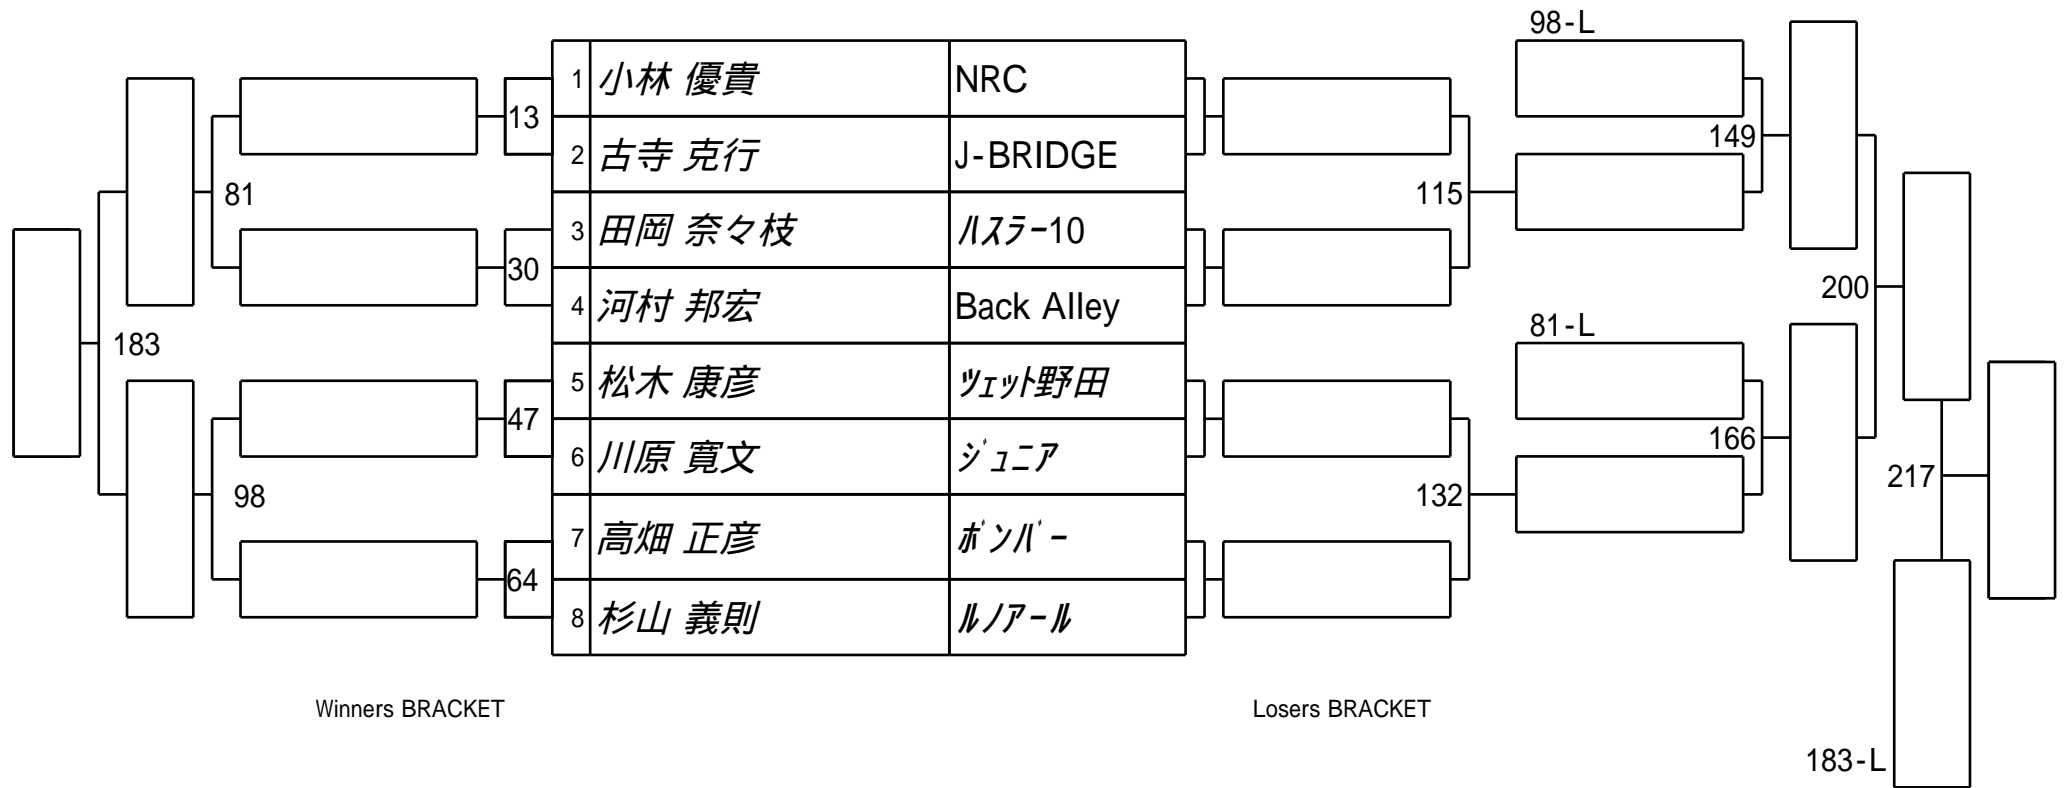 98-L
1 小林 優貴 NRC
13
2 古寺 克行 J-BRIDGE
149
81
115
3 田岡 奈々枝 ﾊｽﾗｰ10
30
4 河村 邦宏 Back Alley
200
183
81-L
5 松木 康彦 ﾂｪｯﾄ野田
47
6 川原 寛文 ｼﾞｭﾆｱ
166
98
132
217
7 高畑 正彦 ﾎﾞﾝﾊﾞｰ
64
8 杉山 義則 ﾙﾉｱｰﾙ
Winners BRACKET
Losers BRACKET
183-L